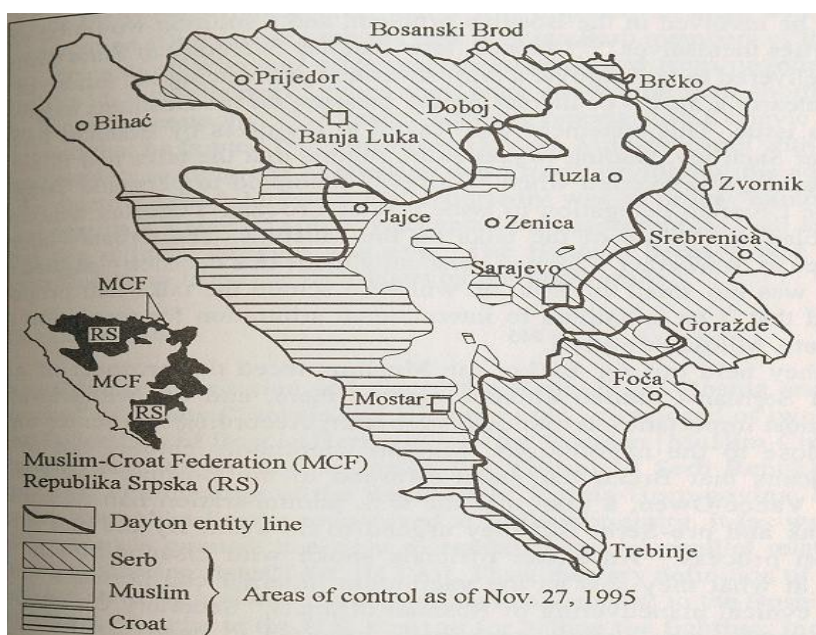 Bosanski Brod
Prijedor
Brčko
Doboj
Bihać
Banja Luka
Tuzla
Zvornik
Jajce
Zenica
Srebrenica
Sarajevo
MCF
RS
Goražde
MCF
Foča
RS
Mostar
Muslim-Croat Federation (MCF)
Republika Srpska (RS)
Dayton entity line
Serb
Trebinje
Muslim
Areas of control as of Nov. 27, 1995
Croat